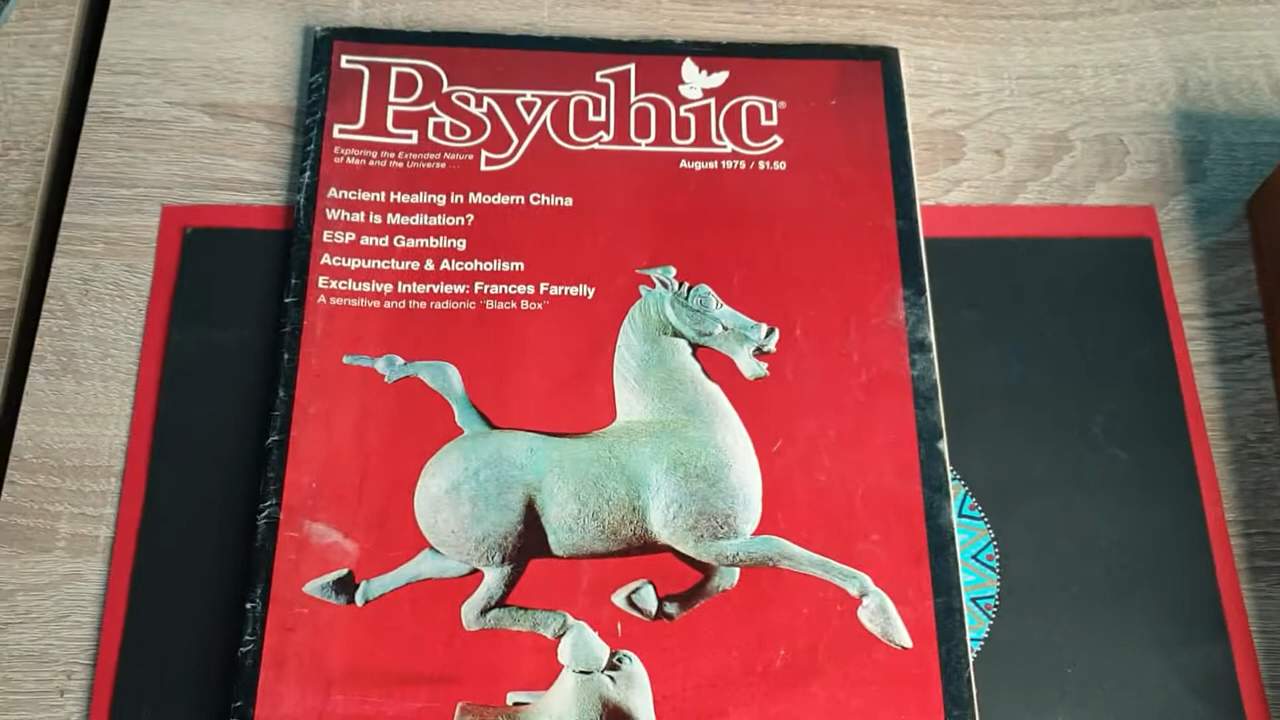 Psychic®
Exploring the Extended Nature
of Man and the Universe ...
August 1975 / $1.50
Ancient Healing in Modern China
What is Meditation?
ESP and Gambling
Acupuncture & Alcoholism
Exclusive Interview: Frances Farrelly
A sensitive and the radionic "Black Box"